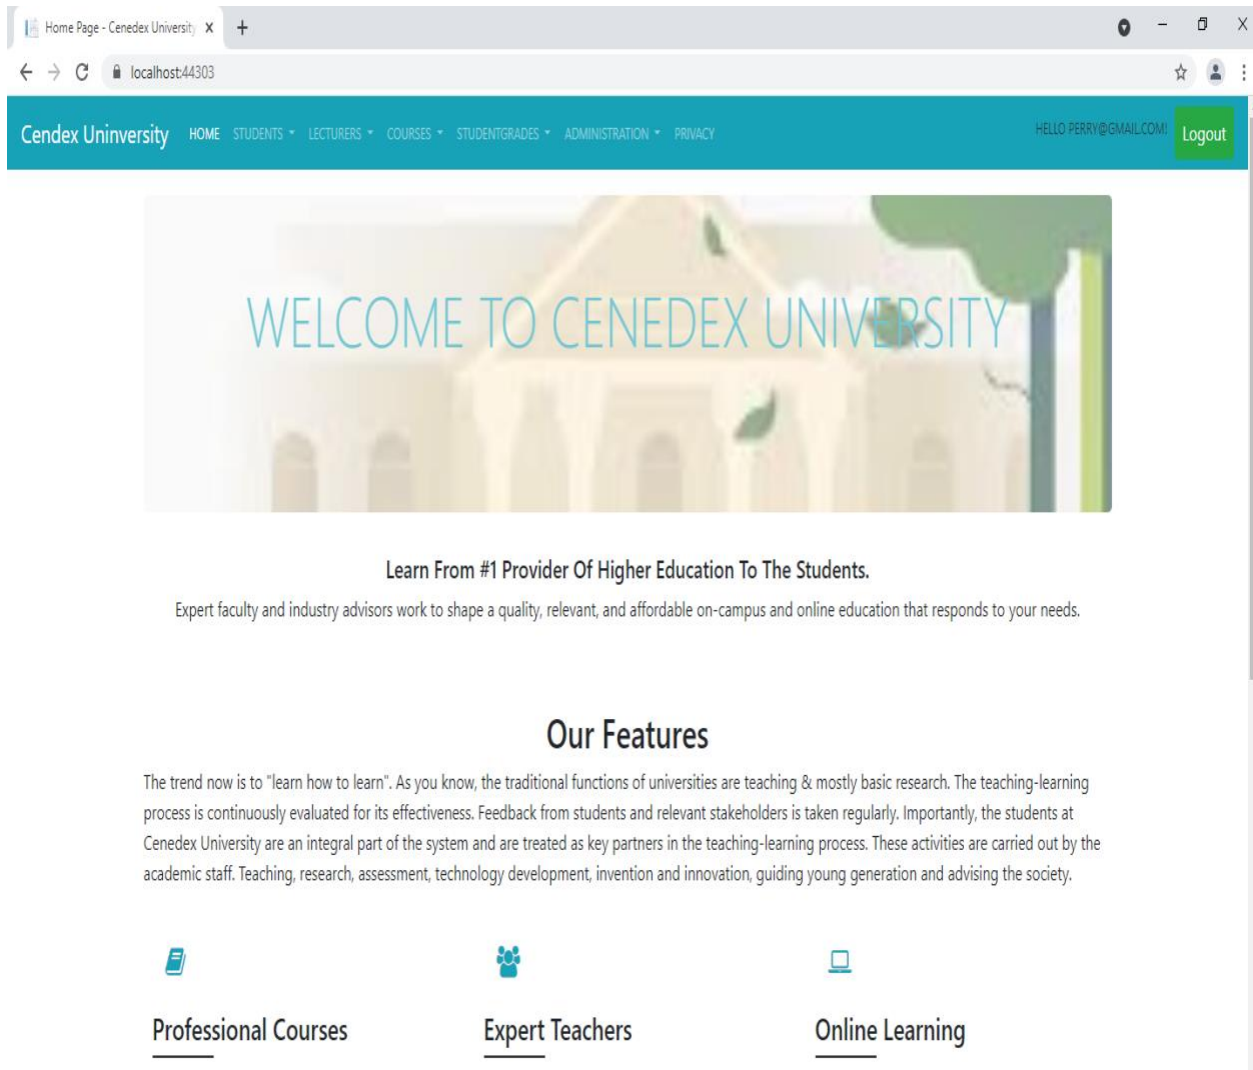 Home Page - Cenedex University
localhost:44303
Cendex Uninversity HOME STUDENTS LECTURERS COURSES STUDENTGRADES ADMINISTRATION PRIVACY HELLO PERRY@GMAIL.COM! Logout
WELCOME TO CENEDEX UNIVERSITY
Learn From #1 Provider Of Higher Education To The Students.
Expert faculty and industry advisors work to shape a quality, relevant, and affordable on-campus and online education that responds to your needs.
Our Features
The trend now is to "learn how to learn". As you know, the traditional functions of universities are teaching & mostly basic research. The teaching-learning
process is continuously evaluated for its effectiveness. Feedback from students and relevant stakeholders is taken regularly. Importantly, the students at
Cenedex University are an integral part of the system and are treated as key partners in the teaching-learning process. These activities are carried out by the
academic staff. Teaching, research, assessment, technology development, invention and innovation, guiding young generation and advising the society.
Professional Courses
Expert Teachers
Online Learning